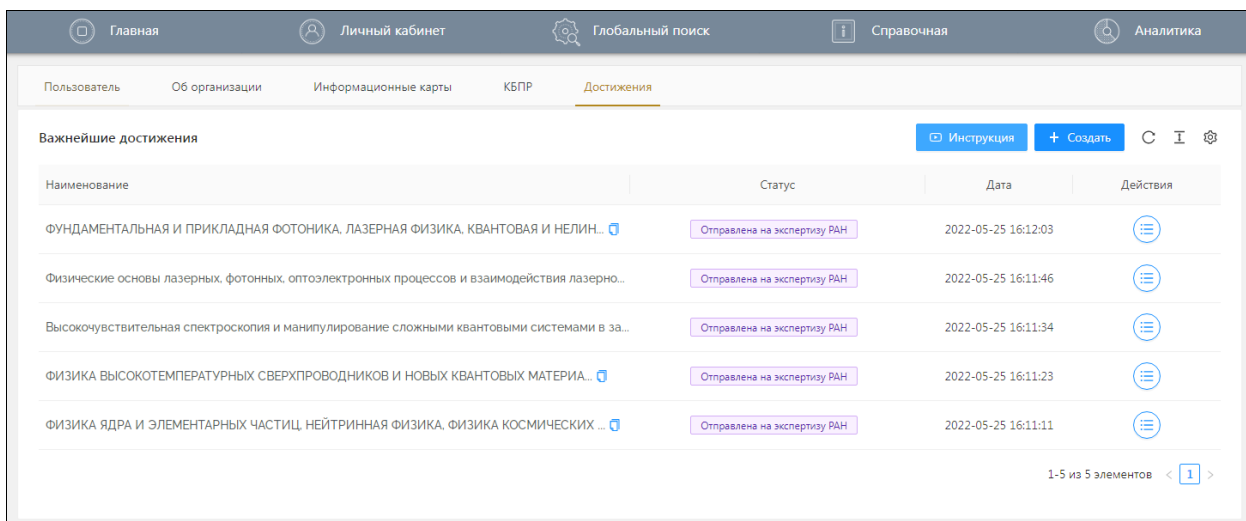 Главная Личный кабинет Глобальный поиск Справочная Аналитика
Пользователь Об организации Информационные карты КБПР Достижения
Важнейшие достижения Инструкция + Создать
Наименование Статус Дата Действия
ФУНДАМЕНТАЛЬНАЯ И ПРИКЛАДНАЯ ФОТОНИКА, ЛАЗЕРНАЯ ФИЗИКА, КВАНТОВАЯ И НЕЛИН... Отправлена на экспертизу РАН 2022-05-25 16:12:03
Физические основы лазерных, фотонных, оптоэлектронных процессов и взаимодействия лазерно... Отправлена на экспертизу РАН 2022-05-25 16:11:46
Высокочувствительная спектроскопия и манипулирование сложными квантовыми системами в за... Отправлена на экспертизу РАН 2022-05-25 16:11:34
ФИЗИКА ВЫСОКОТЕМПЕРАТУРНЫХ СВЕРХПРОВОДНИКОВ И НОВЫХ КВАНТОВЫХ МАТЕРИА... Отправлена на экспертизу РАН 2022-05-25 16:11:23
ФИЗИКА ЯДРА И ЭЛЕМЕНТАРНЫХ ЧАСТИЦ, НЕЙТРИННАЯ ФИЗИКА, ФИЗИКА КОСМИЧЕСКИХ ... Отправлена на экспертизу РАН 2022-05-25 16:11:11
1-5 из 5 элементов < 1 >